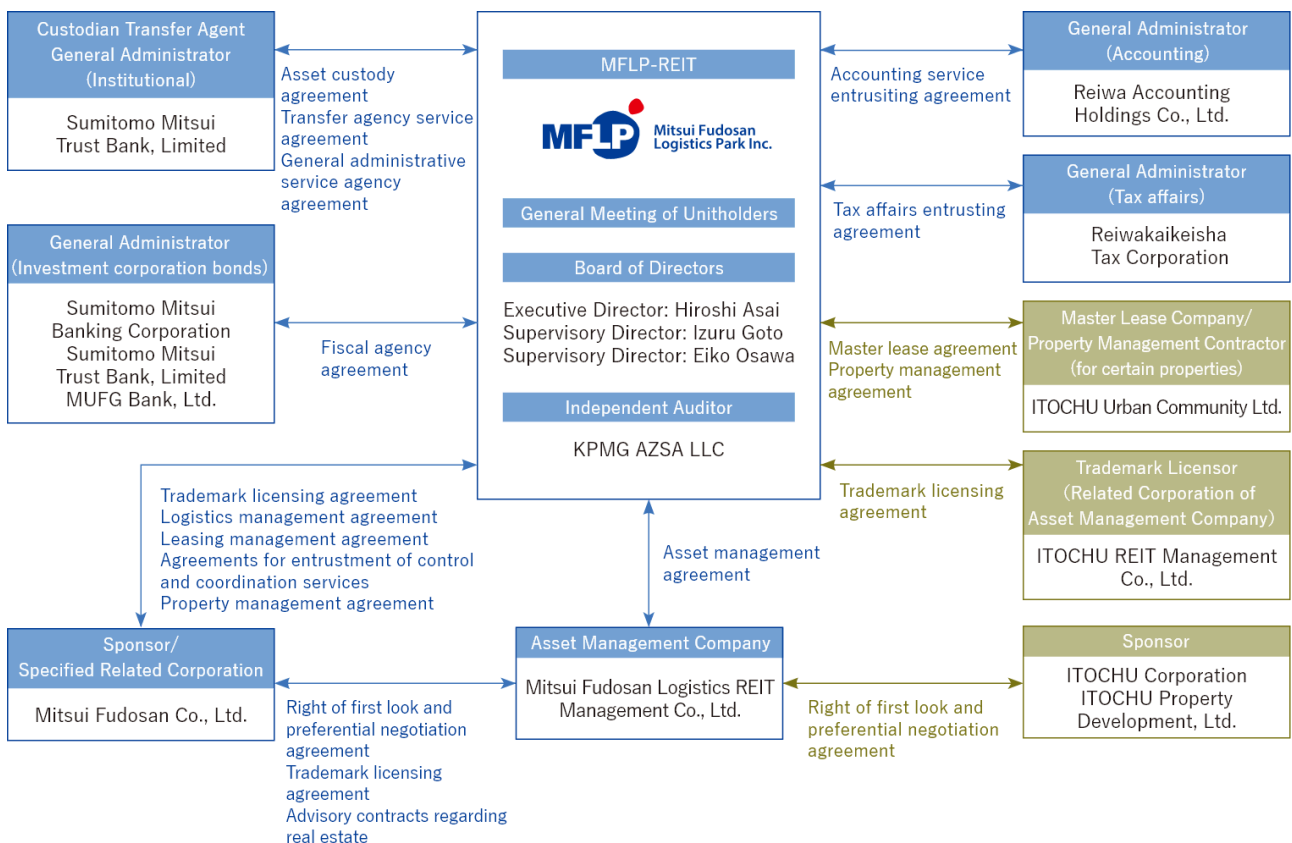 Custodian Transfer Agent
General Administrator
(Institutional)
Sumitomo Mitsui
Trust Bank, Limited
Asset custody
agreement
Transfer agency service
agreement
General administrative
service agency
agreement
General Administrator
(Investment corporation bonds)
Sumitomo Mitsui
Banking Corporation
Sumitomo Mitsui
Trust Bank, Limited
MUFG Bank, Ltd.
Fiscal agency
agreement
MFLP-REIT
MFLP
Mitsui Fudosan
Logistics Park Inc.
General Meeting of Unitholders
Board of Directors
Executive Director: Hiroshi Asai
Supervisory Director: Izuru Goto
Supervisory Director: Eiko Osawa
Independent Auditor
KPMG AZSA LLC
Accounting service
entrusiting agreement
General Administrator
(Accounting)
Reiwa Accounting
Holdings Co., Ltd.
Tax affairs entrusting
agreement
General Administrator
(Tax affairs)
Reiwakaikeisha
Tax Corporation
Master lease agreement
Property management
agreement
Master Lease Company/
Property Management Contractor
(for certain properties)
ITOCHU Urban Community Ltd.
Trademark licensing
agreement
Trademark Licensor
(Related Corporation of
Asset Management Company)
ITOCHU REIT Management
Co., Ltd.
Trademark licensing agreement
Logistics management agreement
Leasing management agreement
Agreements for entrustment of control
and coordination services
Property management agreement
Asset management
agreement
Sponsor/
Specified Related Corporation
Mitsui Fudosan Co., Ltd.
Right of first look and
preferential negotiation
agreement
Trademark licensing
agreement
Advisory contracts regarding
real estate
Asset Management Company
Mitsui Fudosan Logistics REIT
Management Co., Ltd.
Right of first look and
preferential negotiation
agreement
Sponsor
ITOCHU Corporation
ITOCHU Property
Development, Ltd.